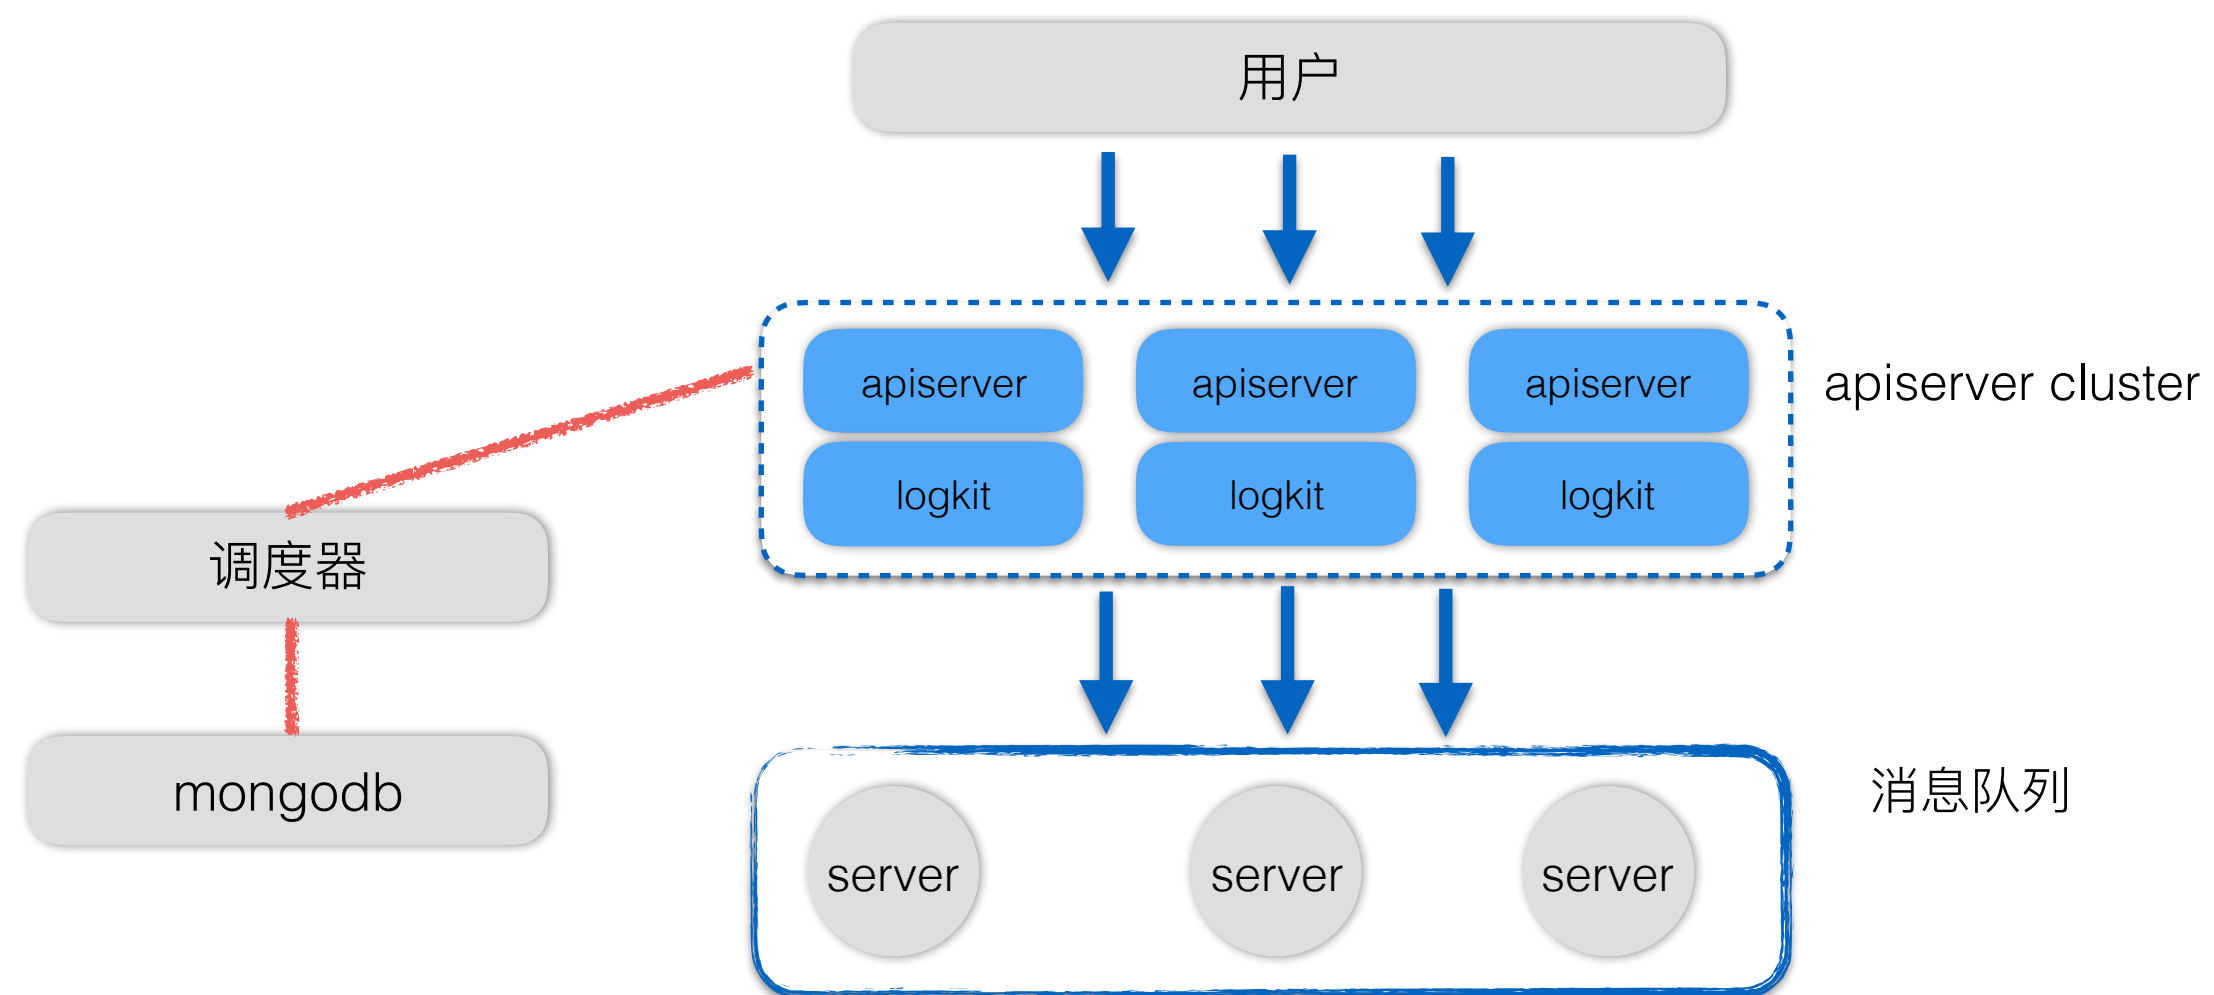 用户
apiserver
apiserver
apiserver
apiserver cluster
logkit
logkit
logkit
调度器
mongodb
消息队列
server
server
server